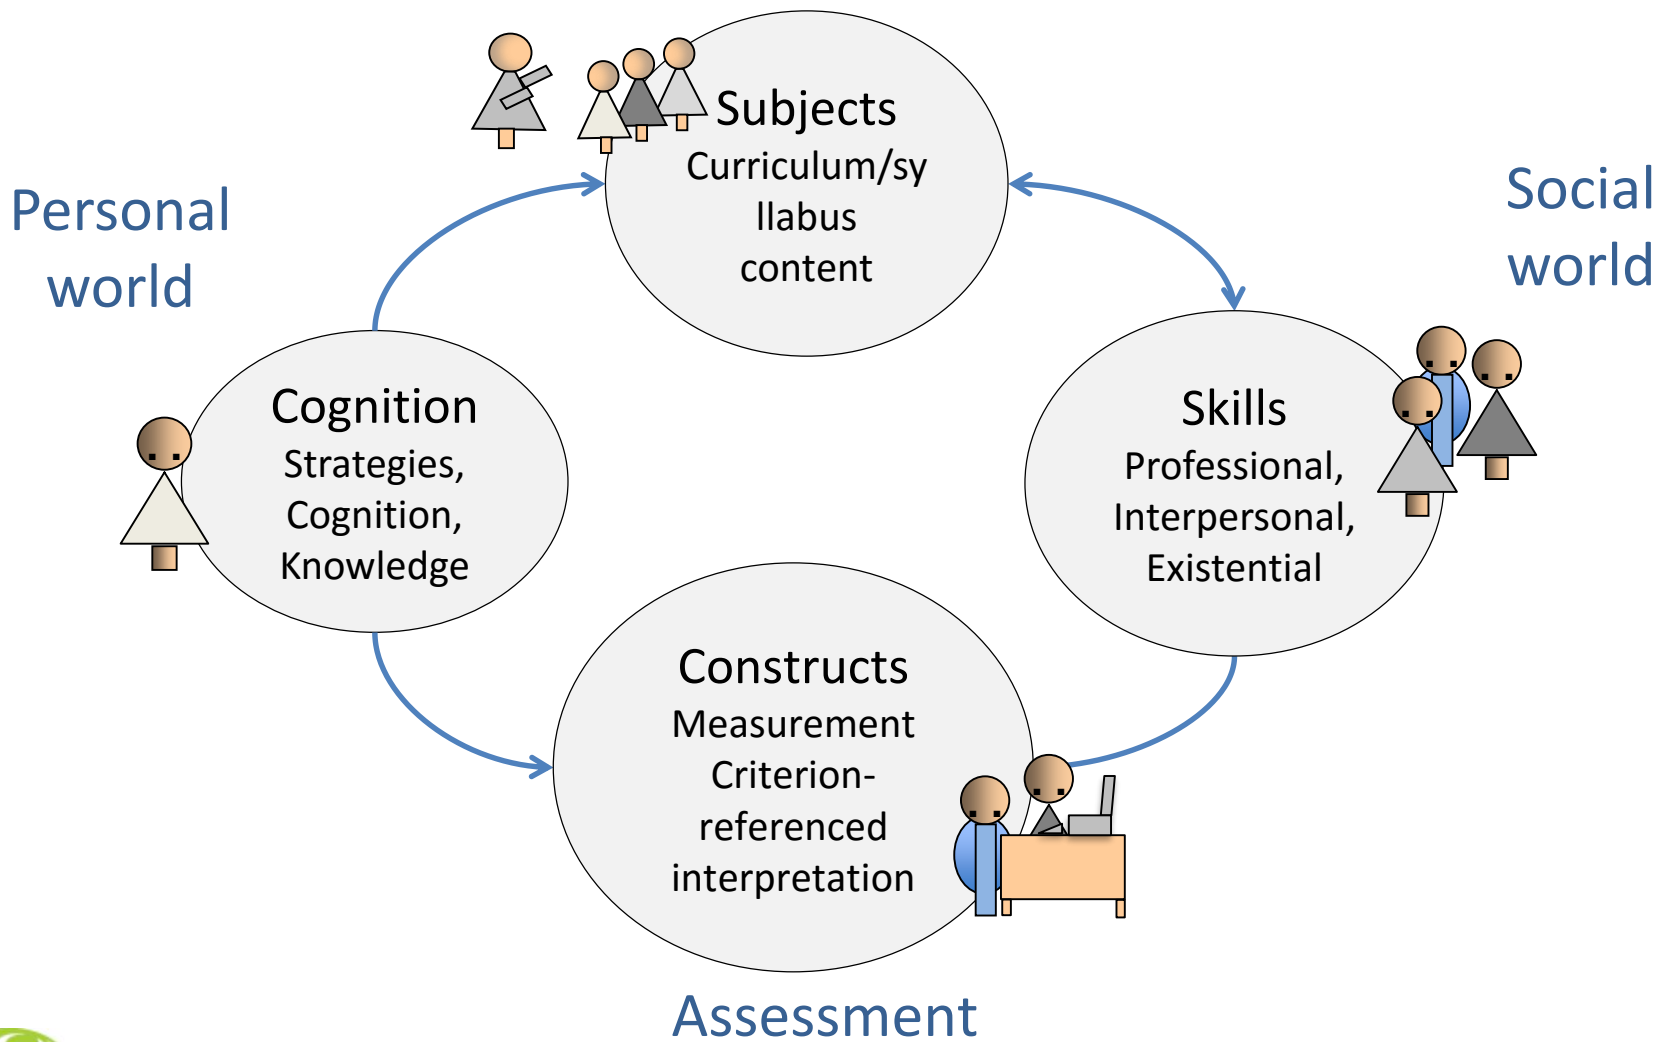 Subjects
Curriculum/sy
llabus
content
Personal
world
Social
world
Cognition
Strategies,
Cognition,
Knowledge
Skills
Professional,
Interpersonal,
Existential
Constructs
Measurement
Criterion-
referenced
interpretation
Assessment